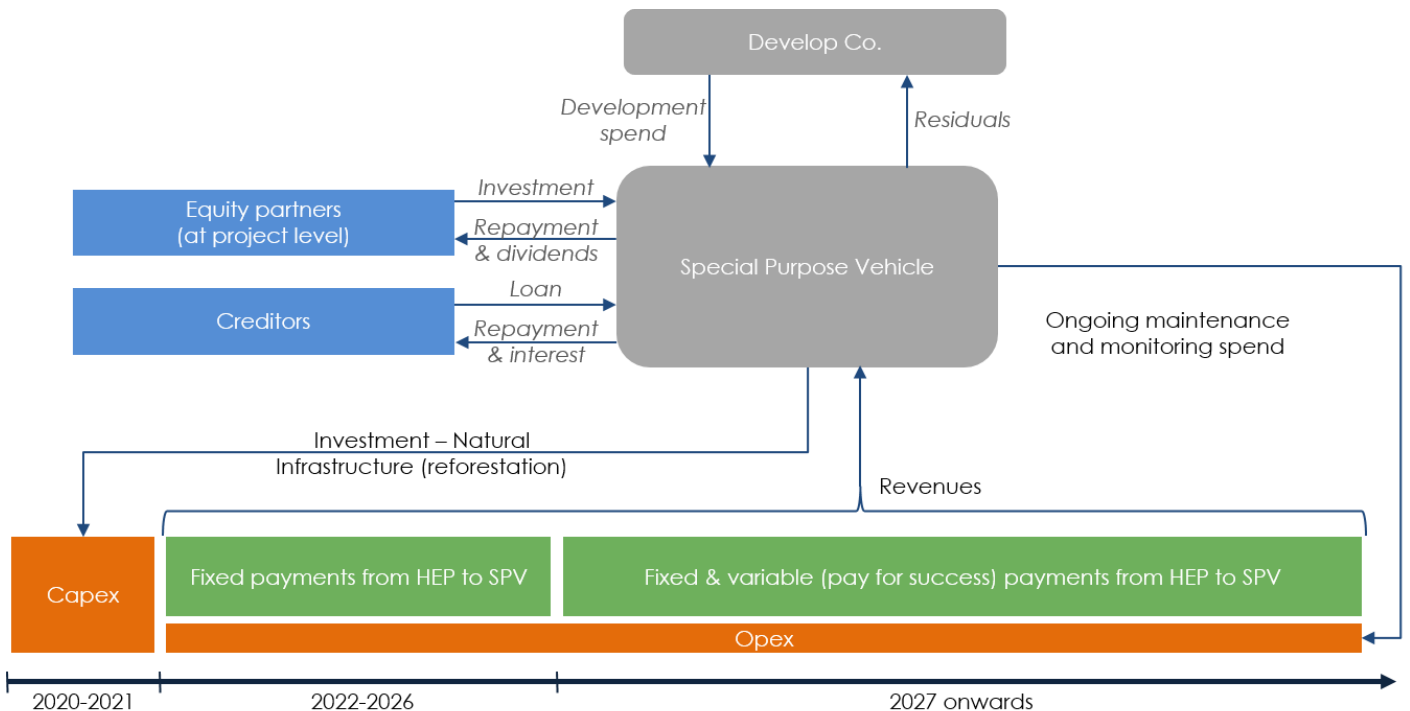 Develop Co.
Development
spend
Residuals
Equity partners
(at project level)
Investment
Repayment
& dividends
Special Purpose Vehicle
Creditors
Loan
Repayment
& interest
Ongoing maintenance
and monitoring spend
Investment – Natural
Infrastructure (reforestation)
Revenues
Capex
Fixed payments from HEP to SPV
Fixed & variable (pay for success) payments from HEP to SPV
Opex
2020-2021
2022-2026
2027 onwards